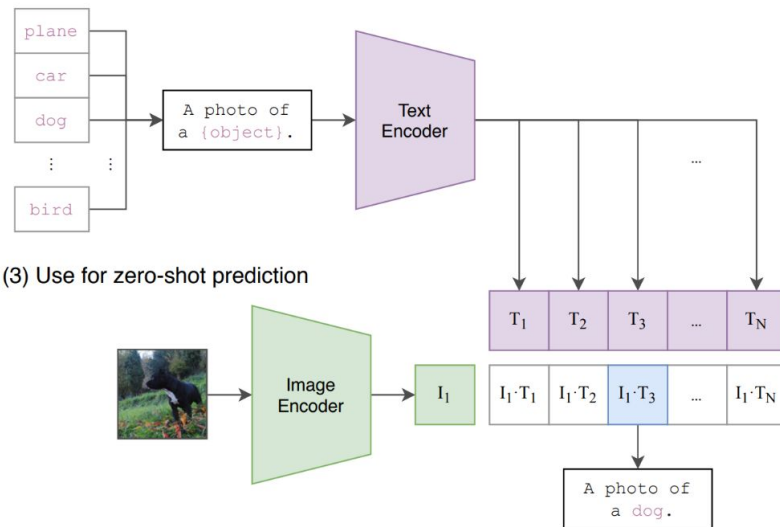 plane
car
dog
⋮ ⋮
bird
A photo of
a {object}.
Text
Encoder
...
(3) Use for zero-shot prediction
T1 T2 T3 ... TN
Image
Encoder
I1
I1·T1 I1·T2 I1·T3 ... I1·TN
A photo of
a dog.